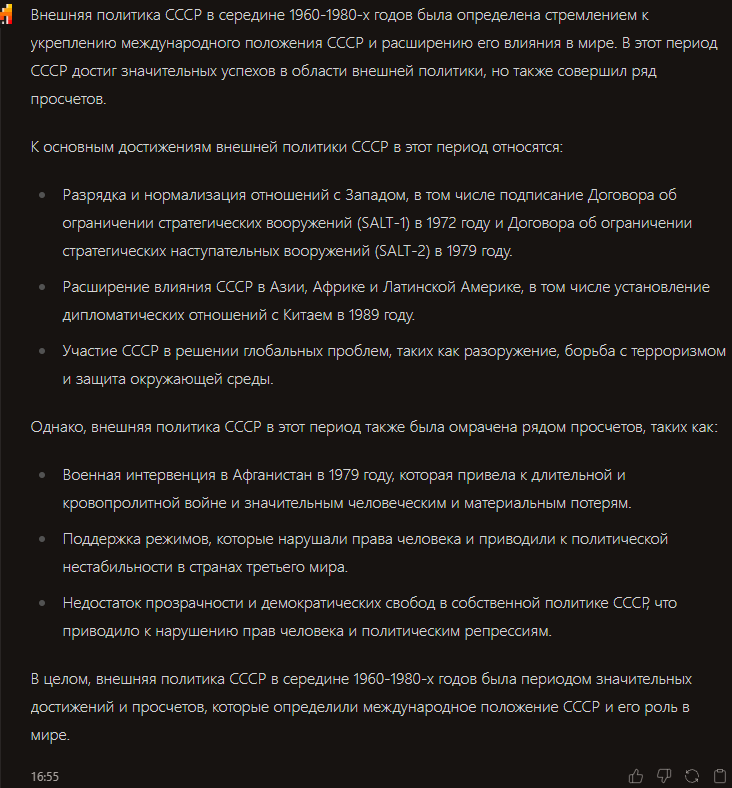 Внешняя политика СССР в середине 1960-1980-х годов была определена стремлением к
укреплению международного положения СССР и расширению его влияния в мире. В этот период
СССР достиг значительных успехов в области внешней политики, но также совершил ряд
просчетов.
К основным достижениям внешней политики СССР в этот период относятся:
• Разрядка и нормализация отношений с Западом, в том числе подписание Договора об
ограничении стратегических вооружений (SALT-1) в 1972 году и Договора об ограничении
стратегических наступательных вооружений (SALT-2) в 1979 году.
• Расширение влияния СССР в Азии, Африке и Латинской Америке, в том числе установление
дипломатических отношений с Китаем в 1989 году.
• Участие СССР в решении глобальных проблем, таких как разоружение, борьба с терроризмом
и защита окружающей среды.
Однако, внешняя политика СССР в этот период также была омрачена рядом просчетов, таких как:
• Военная интервенция в Афганистан в 1979 году, которая привела к длительной и
кровопролитной войне и значительным человеческим и материальным потерям.
• Поддержка режимов, которые нарушали права человека и приводили к политической
нестабильности в странах третьего мира.
• Недостаток прозрачности и демократических свобод в собственной политике СССР, что
приводило к нарушению прав человека и политическим репрессиям.
В целом, внешняя политика СССР в середине 1960-1980-х годов была периодом значительных
достижений и просчетов, которые определили международное положение СССР и его роль в
мире.
16:55